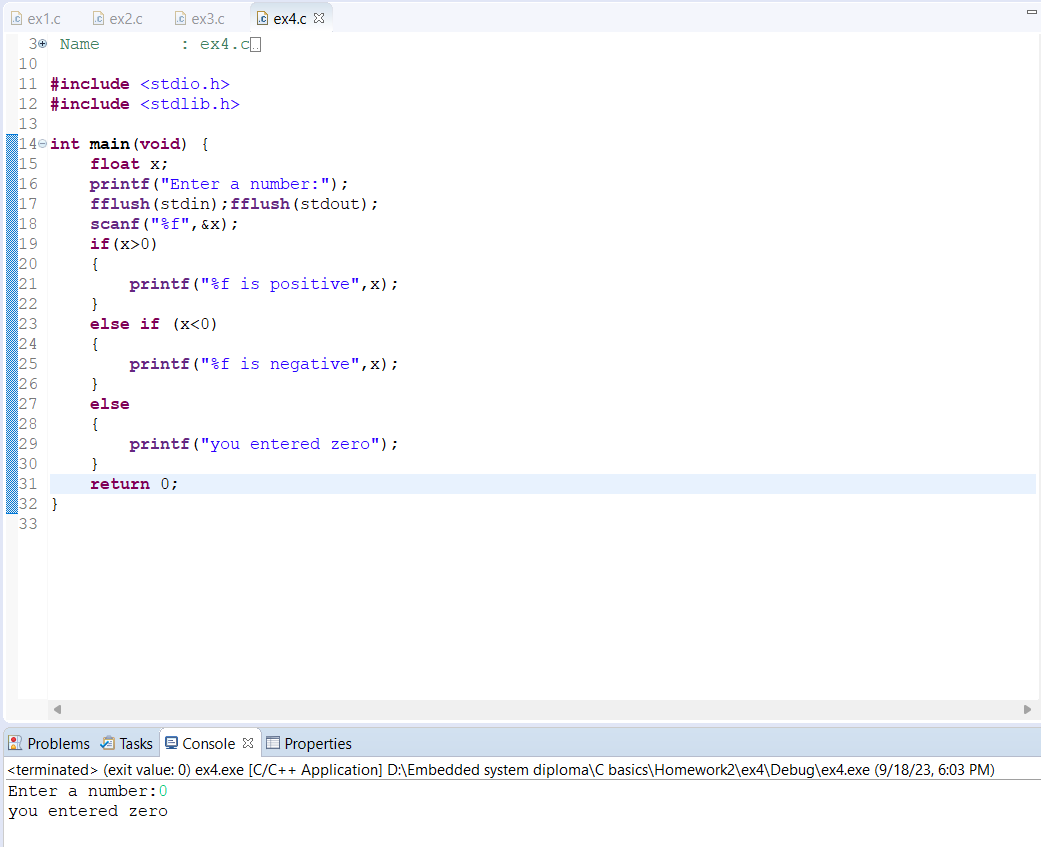 ex1.c ex2.c ex3.c ex4.c
3 Name        : ex4.c
10
11 #include <stdio.h>
12 #include <stdlib.h>
13
14 int main(void) {
15     float x;
16     printf("Enter a number:");
17     fflush(stdin);fflush(stdout);
18     scanf("%f",&x);
19     if(x>0)
20     {
21         printf("%f is positive",x);
22     }
23     else if (x<0)
24     {
25         printf("%f is negative",x);
26     }
27     else
28     {
29         printf("you entered zero");
30     }
31     return 0;
32 }
33
Problems Tasks Console Properties
<terminated> (exit value: 0) ex4.exe [C/C++ Application] D:\Embedded system diploma\C basics\Homework2\ex4\Debug\ex4.exe (9/18/23, 6:03 PM)
Enter a number:0
you entered zero